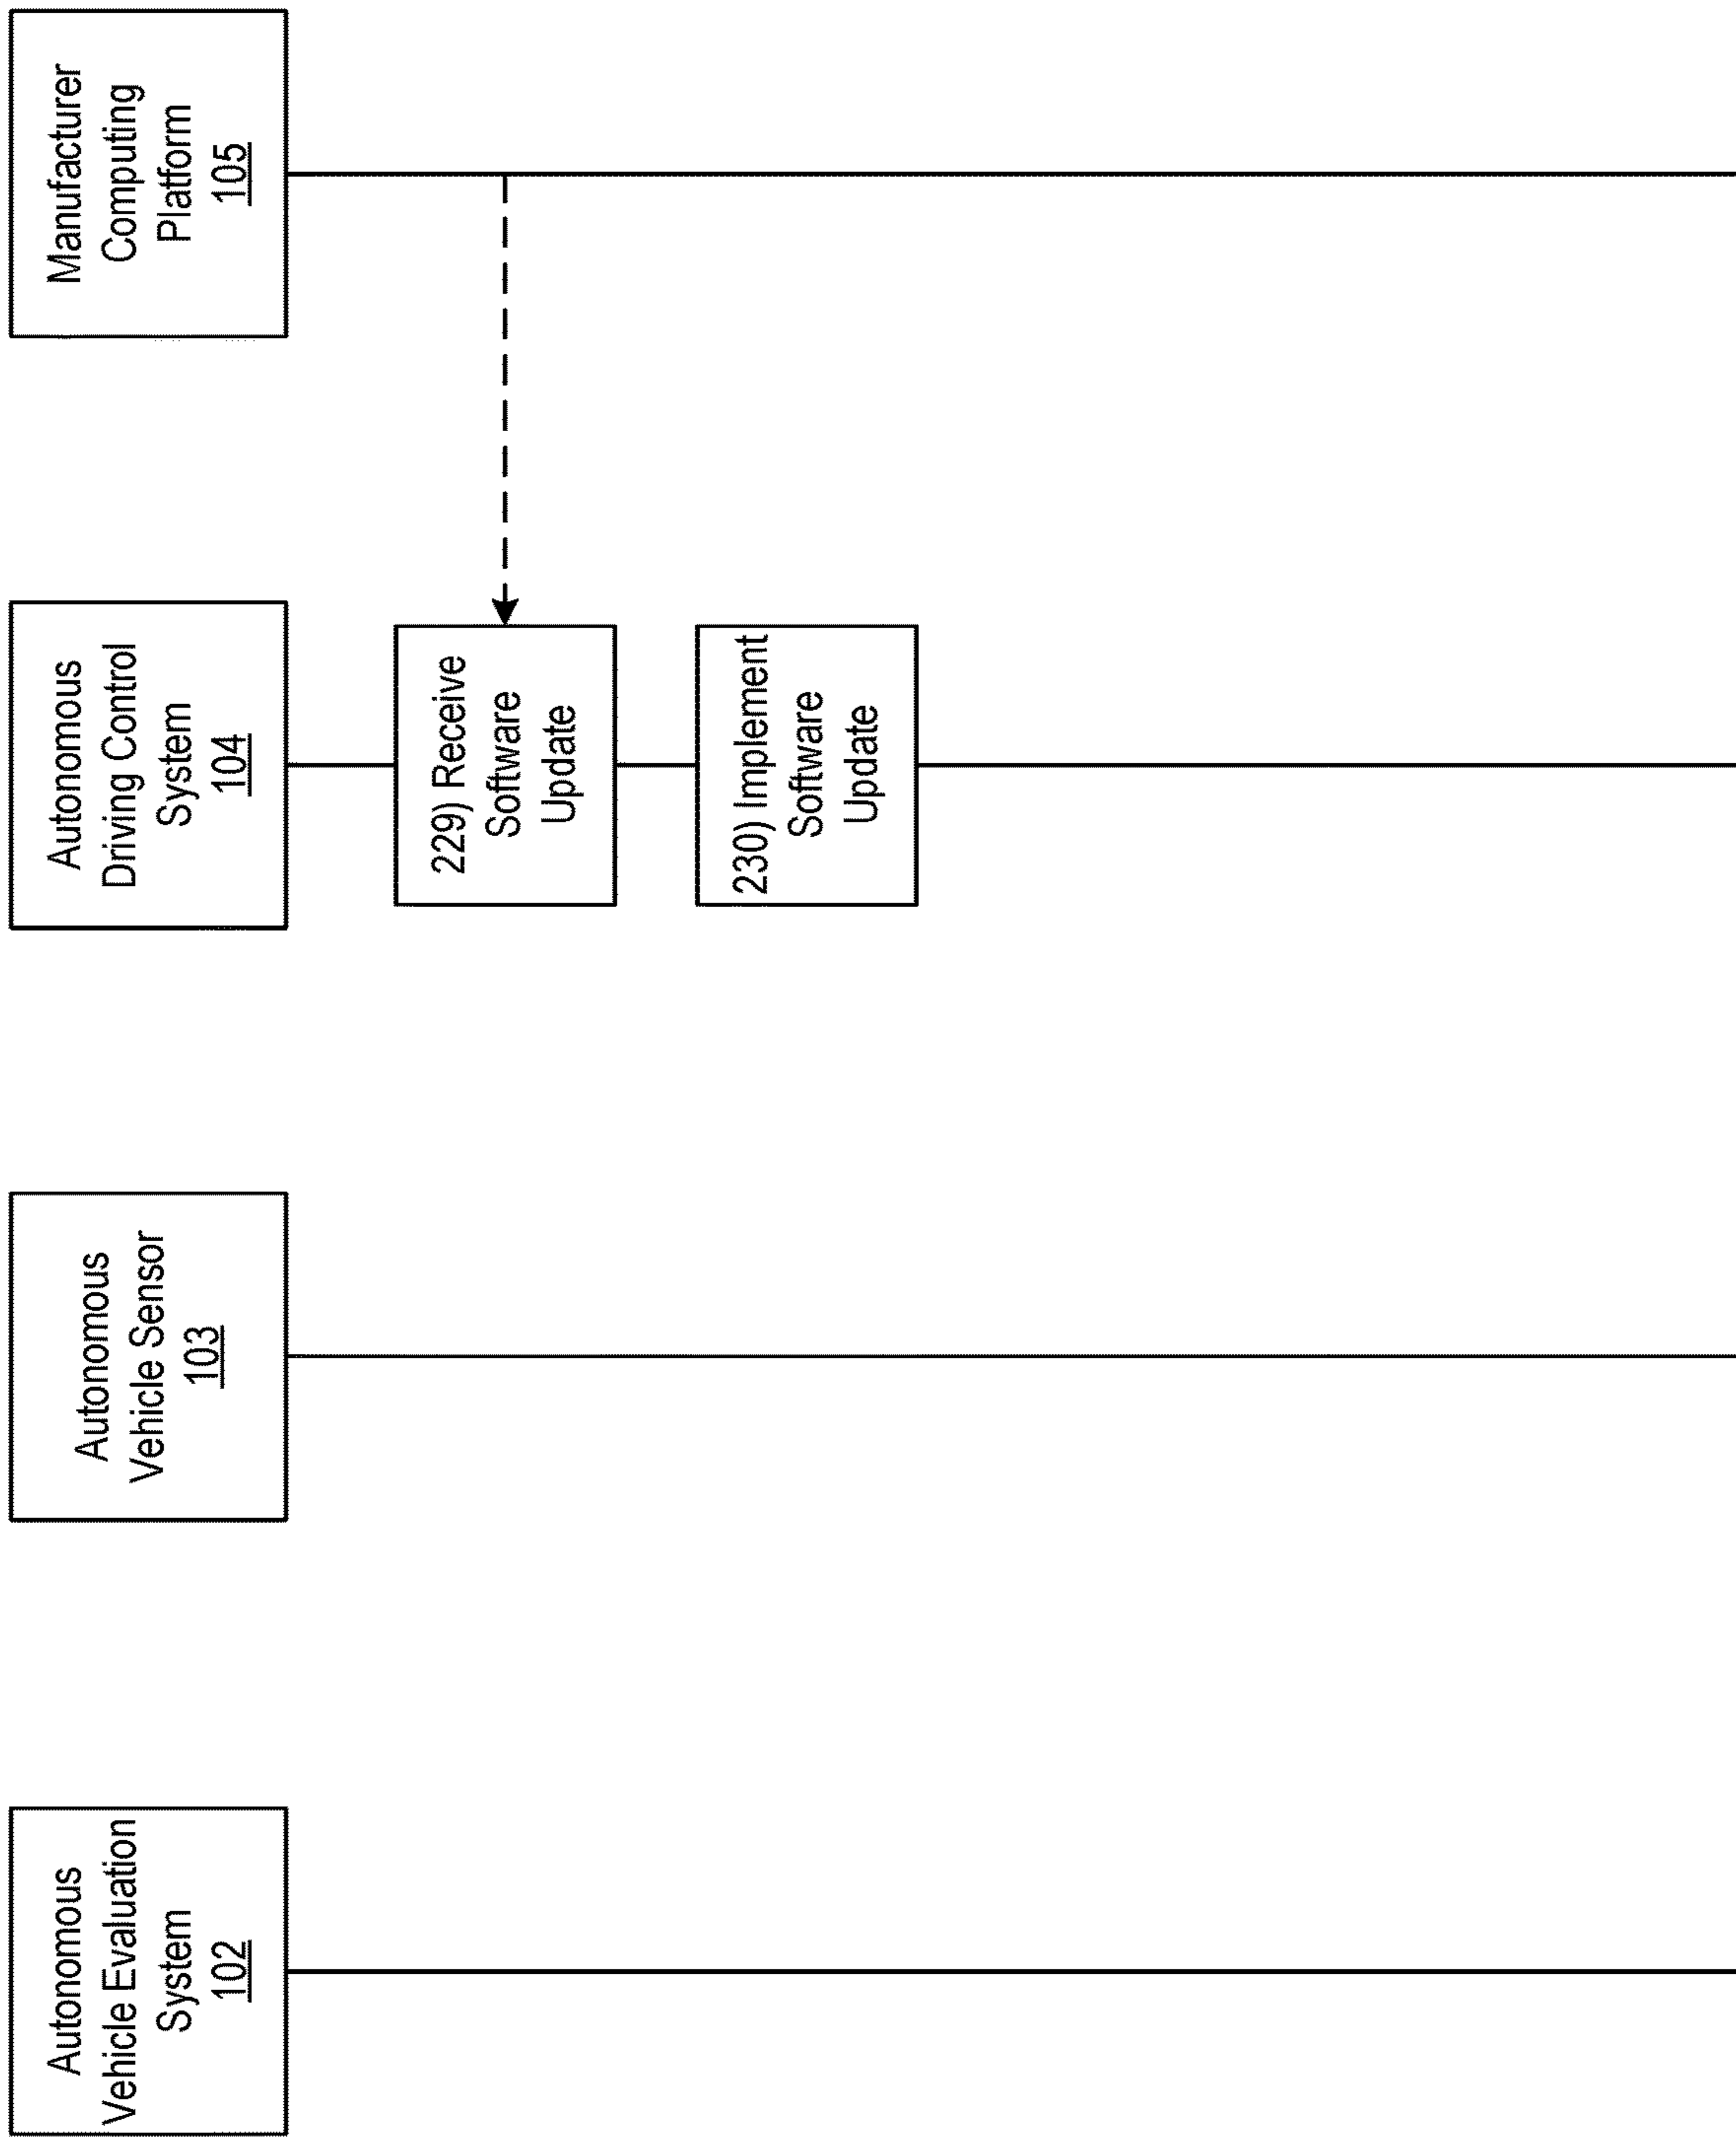 Autonomous
Vehicle Evaluation
System
102
Autonomous
Vehicle Sensor
103
Autonomous
Driving Control
System
104
Manufacturer
Computing
Platform
105
229) Receive
Software
Update
230) Implement
Software
Update